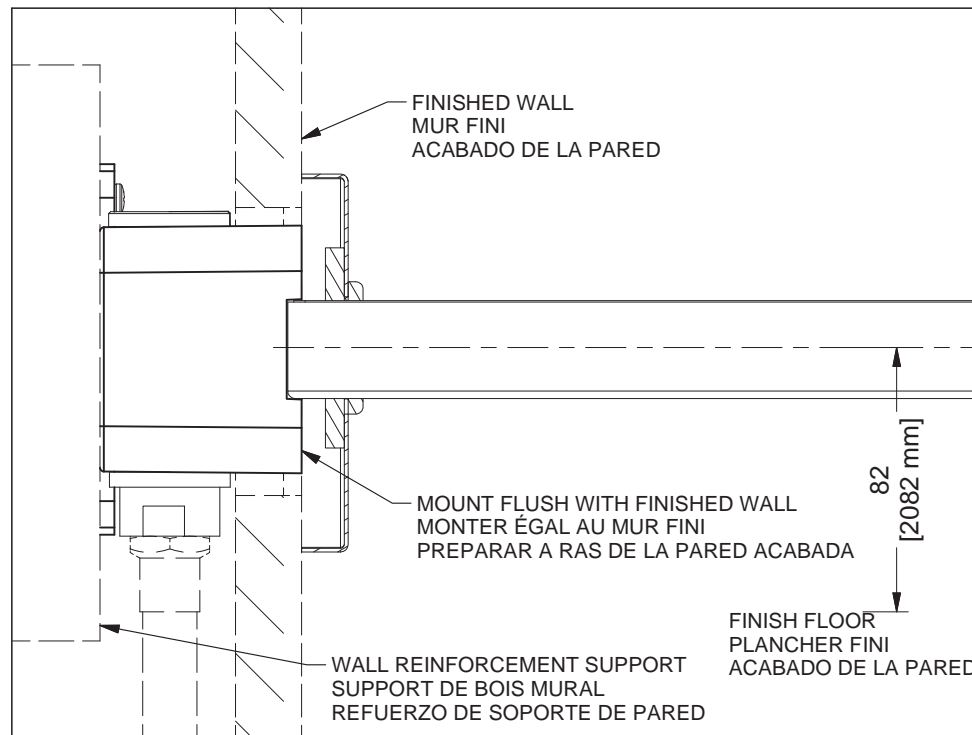 FINISHED WALL
MUR FINI
ACABADO DE LA PARED
MOUNT FLUSH WITH FINISHED WALL
MONTER ÉGAL AU MUR FINI
PREPARAR A RAS DE LA PARED ACABADA
82
[2082 mm]
FINISH FLOOR
PLANCHER FINI
ACABADO DE LA PARED
WALL REINFORCEMENT SUPPORT
SUPPORT DE BOIS MURAL
REFUERZO DE SOPORTE DE PARED